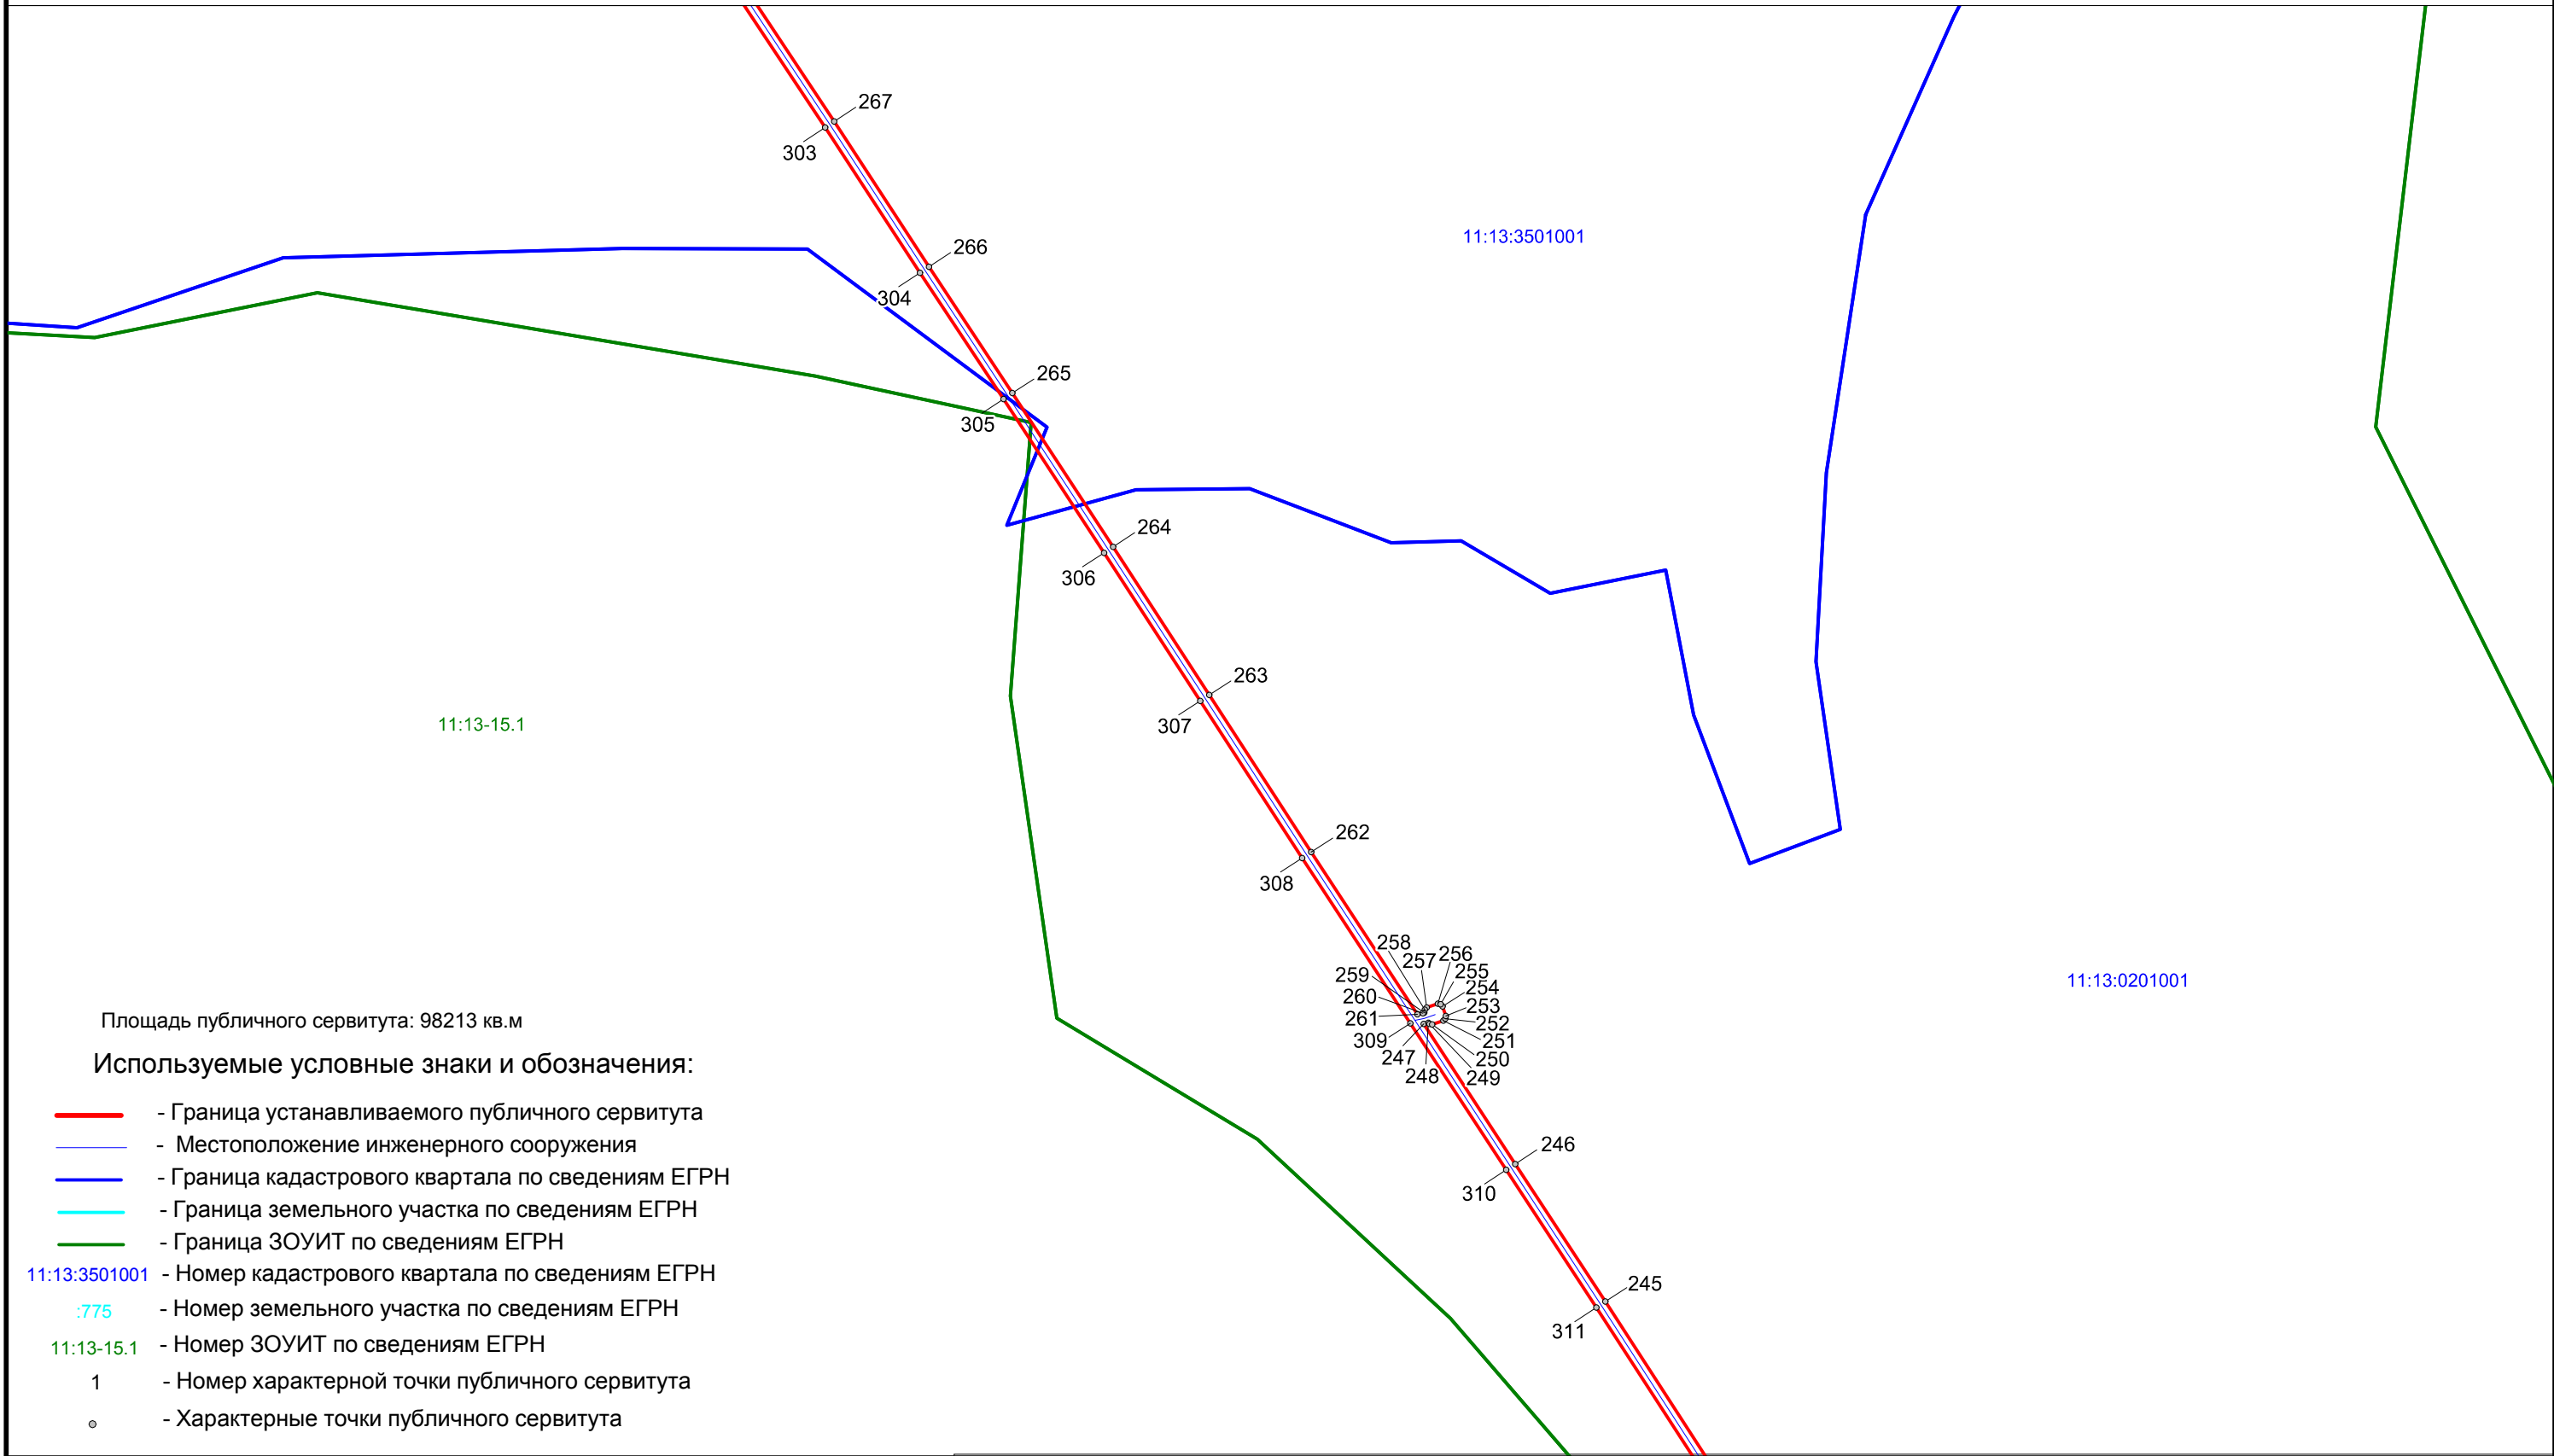 267
303
11:13:3501001
266
304
265
305
264
306
263
307
11:13-15.1
262
308
258
256
257
255
259
254
260
253
261
252
309
251
247
250
248
249
11:13:0201001
246
310
245
311
Площадь публичного сервитута: 98213 кв.м
Используемые условные знаки и обозначения:
- Граница устанавливаемого публичного сервитута
- Местоположение инженерного сооружения
- Граница кадастрового квартала по сведениям ЕГРН
- Граница земельного участка по сведениям ЕГРН
- Граница ЗОУИТ по сведениям ЕГРН
11:13:3501001 - Номер кадастрового квартала по сведениям ЕГРН
:775 - Номер земельного участка по сведениям ЕГРН
11:13-15.1 - Номер ЗОУИТ по сведениям ЕГРН
1 - Номер характерной точки публичного сервитута
- Характерные точки публичного сервитута